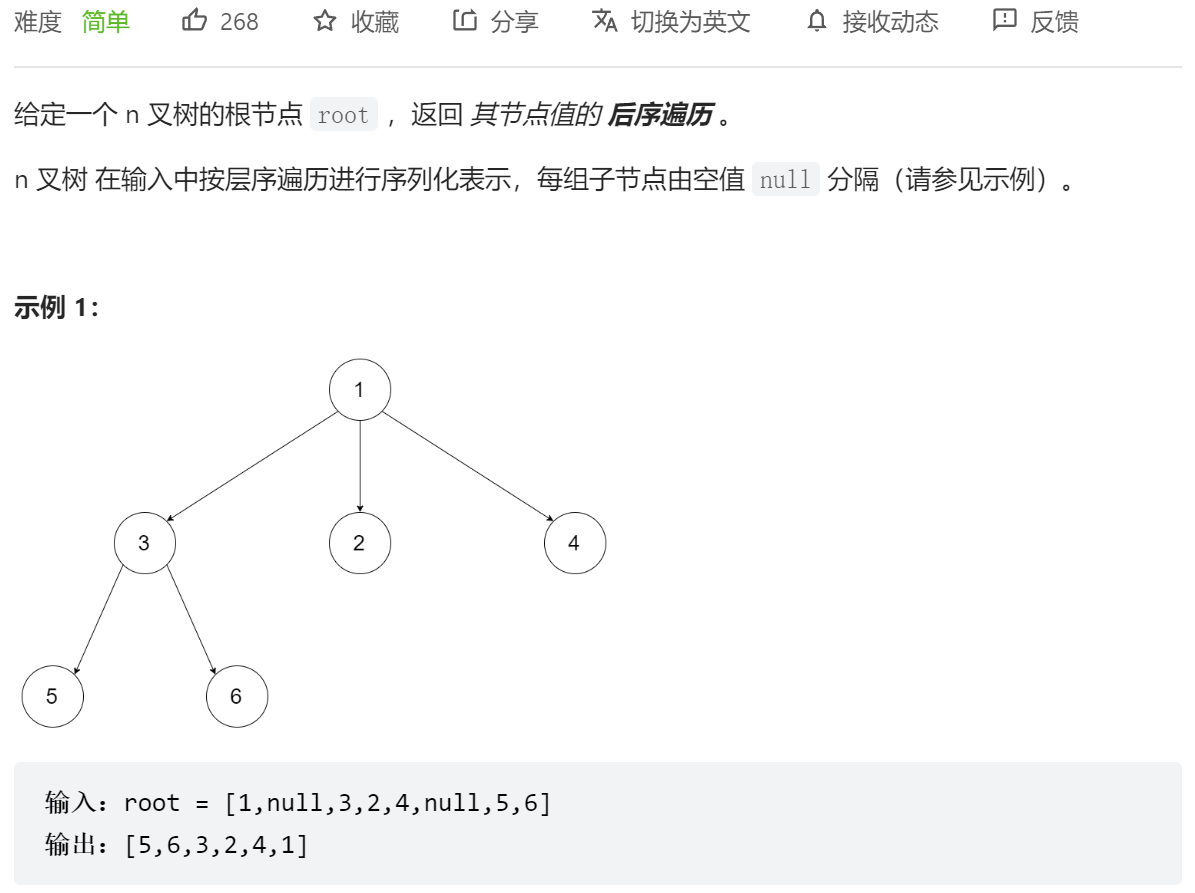 难度 简单 268 收藏 分享 切换为英文 接收动态 反馈
给定一个 n 叉树的根节点 root ，返回 其节点值的 后序遍历 。
n 叉树 在输入中按层序遍历进行序列化表示，每组子节点由空值 null 分隔（请参见示例）。
示例 1：
1
3 2 4
5 6
输入：root = [1,null,3,2,4,null,5,6]
输出：[5,6,3,2,4,1]